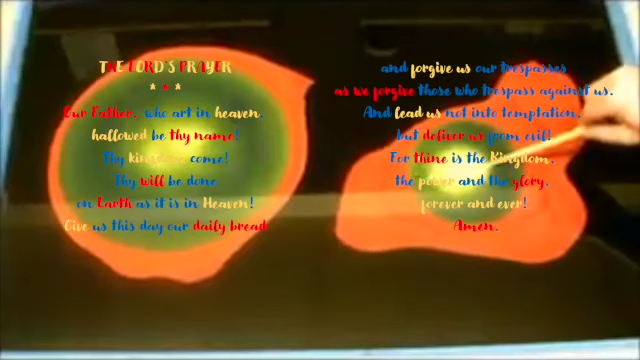 THE LORD'S PRAYER
* * *
Our Father, who art in heaven,
hallowed be thy name!
Thy kingdom come!
Thy will be done
on Earth as it is in Heaven!
Give us this day our daily bread
and forgive us our trespasses
as we forgive those who trespass against us.
And lead us not into temptation,
but deliver us from evil!
For thine is the Kingdom,
the power and the glory,
forever and ever!
Amen.